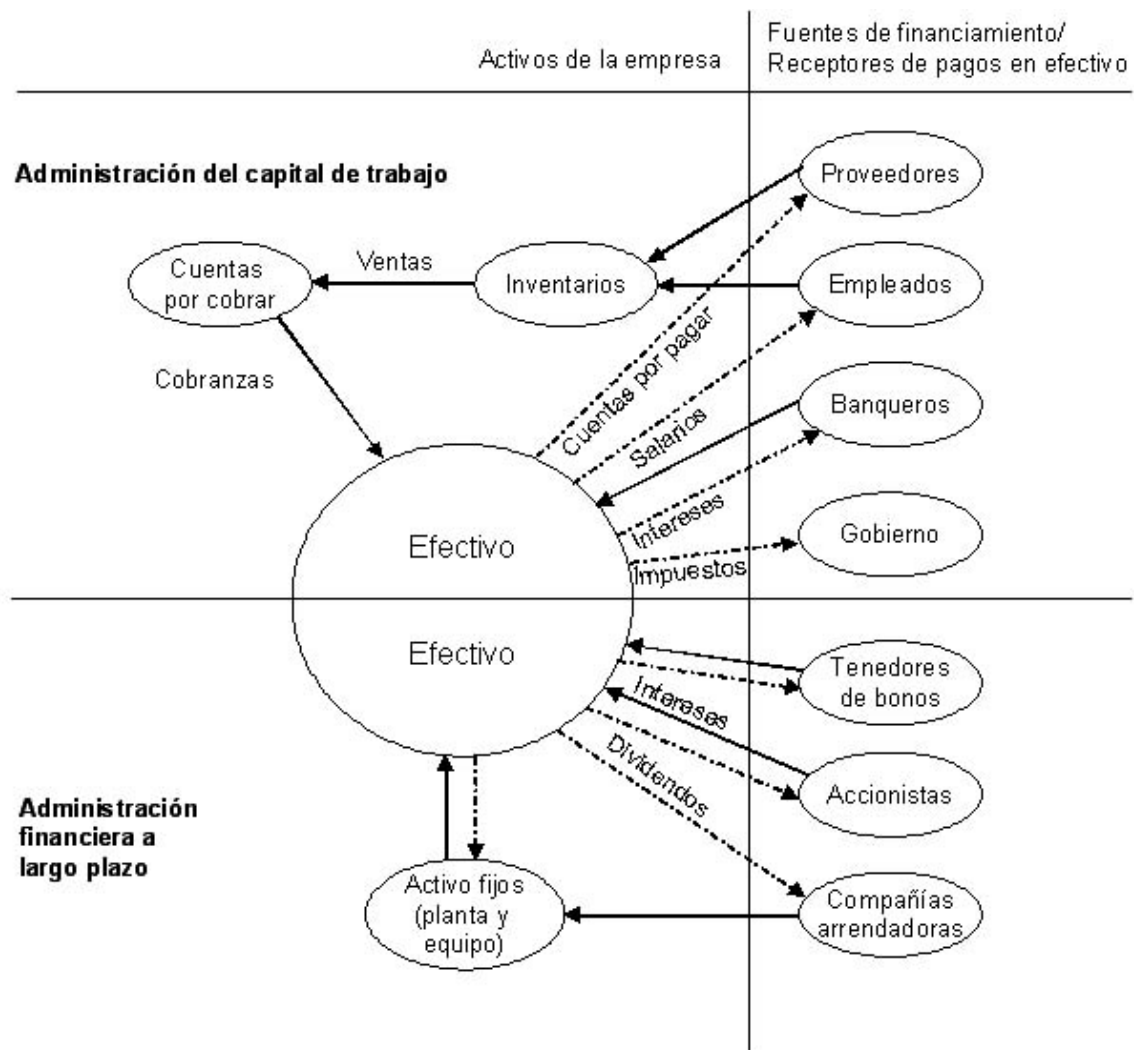 Activos de la empresa
Fuentes de financiamiento/
Receptores de pagos en efectivo
Administración del capital de trabajo
Proveedores
Cuentas
por cobrar
Ventas
Inventarios
Empleados
Cobranzas
Cuentas por pagar
Salarios
Banqueros
Intereses
Gobierno
Impuestos
Efectivo
Efectivo
Tenedores
de bonos
Intereses
Accionistas
Dividendos
Administración
financiera a
largo plazo
Activo fijos
(planta y
equipo)
Compañías
arrendadoras